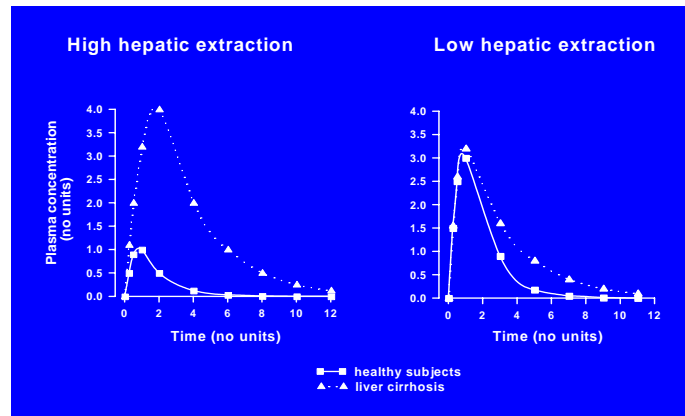 High hepatic extraction
Low hepatic extraction
Plasma concentration
(no units)
4.0
3.5
3.0
2.5
2.0
1.5
1.0
0.5
0.0
0 2 4 6 8 10 12
Time (no units)
4.0
3.5
3.0
2.5
2.0
1.5
1.0
0.5
0.0
0 2 4 6 8 10 12
Time (no units)
healthy subjects
liver cirrhosis